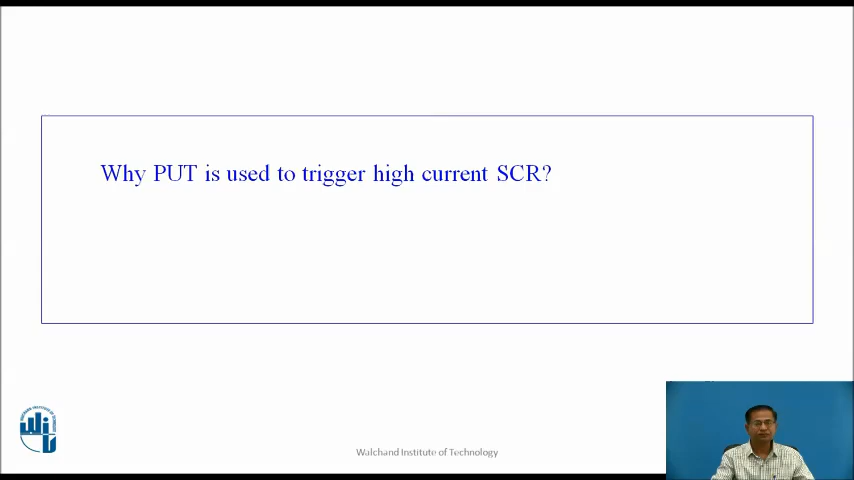 Why PUT is used to trigger high current SCR?
Walchand Institute of Technology